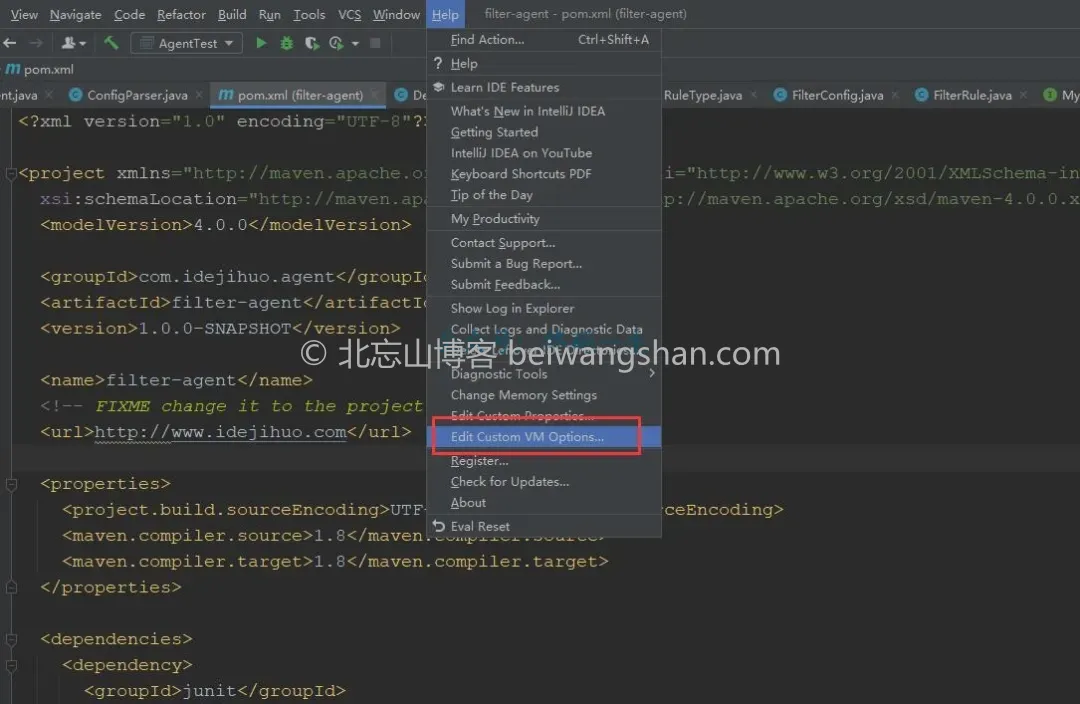 View Navigate Code Refactor Build Run Tools VCS Window Help filter-agent - pom.xml (filter-agent)
AgentTest
pom.xml
nt.java ConfigParser.java pom.xml (filter-agent) De RuleType.java FilterConfig.java FilterRule.java My
Find Action... Ctrl+Shift+A
Help
Learn IDE Features
What's New in IntelliJ IDEA
Getting Started
IntelliJ IDEA on YouTube
Keyboard Shortcuts PDF
Tip of the Day
My Productivity
Contact Support...
Submit a Bug Report...
Submit Feedback...
Show Log in Explorer
Collect Logs and Diagnostic Data
Diagnostic Tools
Change Memory Settings
Edit Custom Properties...
Edit Custom VM Options...
Register...
Check for Updates...
About
Eval Reset
<?xml version="1.0" encoding="UTF-8"?>
<project xmlns="http://maven.apache.o i="http://www.w3.org/2001/XMLSchema-in
xsi:schemaLocation="http://maven.apa p://maven.apache.org/xsd/maven-4.0.0.x
<modelVersion>4.0.0</modelVersion>
<groupId>com.idejihuo.agent</groupId
<artifactId>filter-agent</artifactId
<version>1.0.0-SNAPSHOT</version>
© 北忘山博客 beiwangshan.com
<name>filter-agent</name>
<!-- FIXME change it to the project
<url>http://www.idejihuo.com</url>
<properties>
<project.build.sourceEncoding>UTF- rceEncoding>
<maven.compiler.source>1.8</maven.compiler.source>
<maven.compiler.target>1.8</maven.compiler.target>
</properties>
<dependencies>
<dependency>
<groupId>junit</groupId>